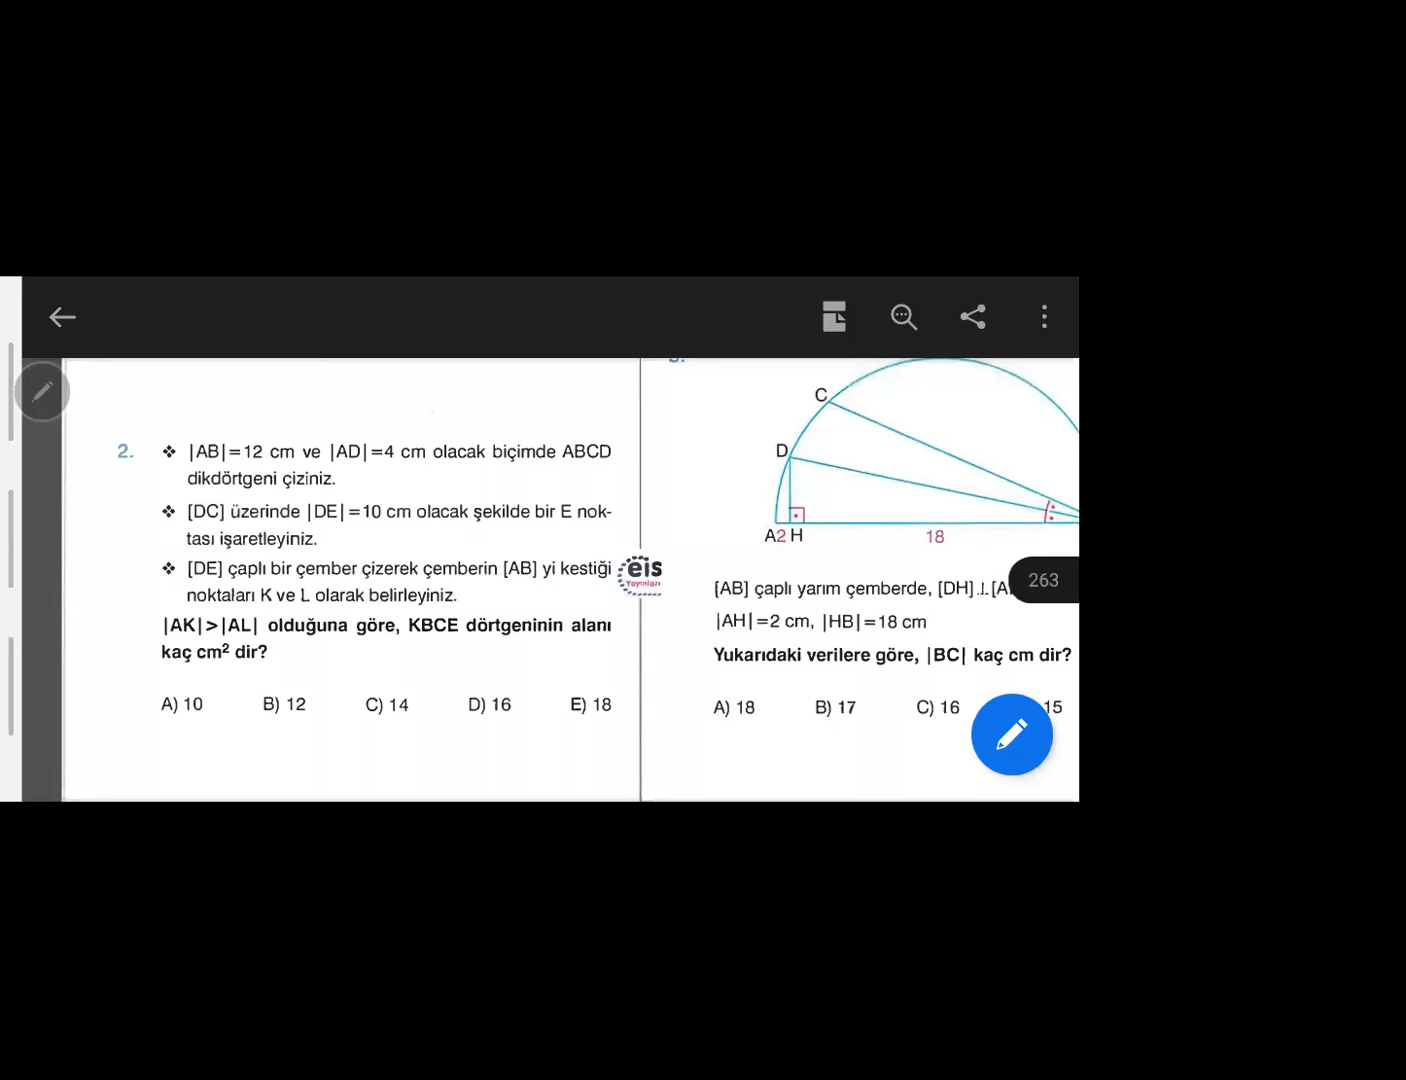 2.
❖ |AB|=12 cm ve |AD|=4 cm olacak biçimde ABCD
dikdörtgeni çiziniz.
❖ [DC] üzerinde |DE|=10 cm olacak şekilde bir E nok-
tası işaretleyiniz.
❖ [DE] çaplı bir çember çizerek çemberin [AB] yi kestiği
noktaları K ve L olarak belirleyiniz.
|AK|>|AL| olduğuna göre, KBCE dörtgeninin alanı
kaç cm² dir?
A) 10 B) 12 C) 14 D) 16 E) 18
eis
Yayınları
C
D
A 2 H 18
263
[AB] çaplı yarım çemberde, [DH]⊥[A
|AH|=2 cm, |HB|=18 cm
Yukarıdaki verilere göre, |BC| kaç cm dir?
A) 18 B) 17 C) 16 15